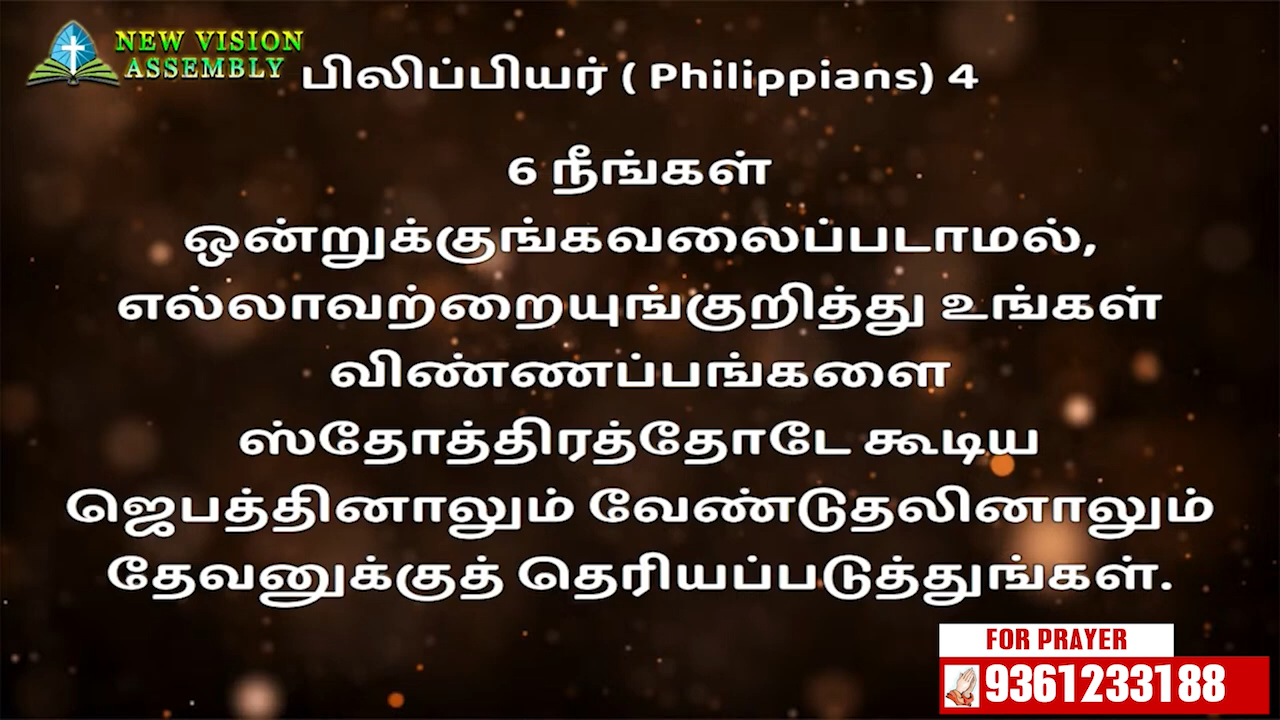 NEW VISION
ASSEMBLY
பிலிப்பியர் ( Philippians) 4
6 நீங்கள்
ஒன்றுக்குங்கவலைப்படாமல்,
எல்லாவற்றையுங்குறித்து உங்கள்
விண்ணப்பங்களை
ஸ்தோத்திரத்தோடே கூடிய
ஜெபத்தினாலும் வேண்டுதலினாலும்
தேவனுக்குத் தெரியப்படுத்துங்கள்.
FOR PRAYER
9361233188